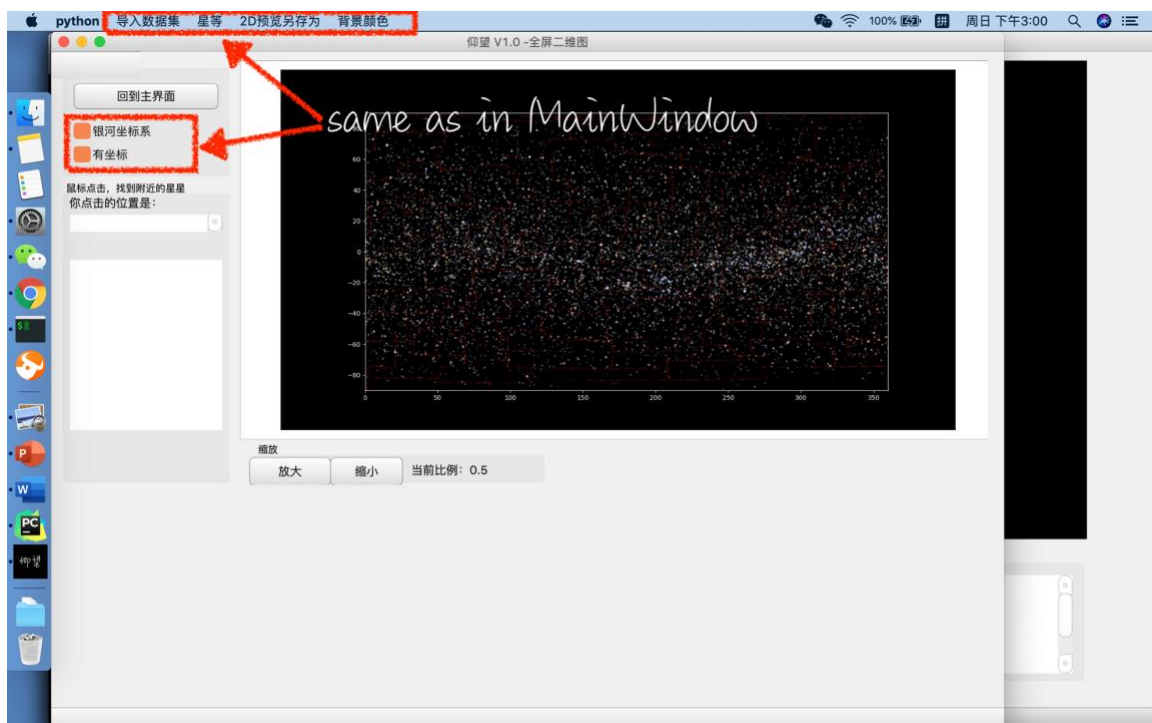 python 导入数据集 星等 2D预览另存为 背景颜色 100% 拼 周日 下午3:00
仰望 V1.0 -全屏二维图
回到主界面
银河坐标系
有坐标
鼠标点击，找到附近的星星
你点击的位置是：
same as in MainWindow
60
40
20
0
−20
−40
−60
−80
0 50 100 150 200 250 300 350
缩放
放大 缩小 当前比例：0.5
$
P
W
PC
仰望